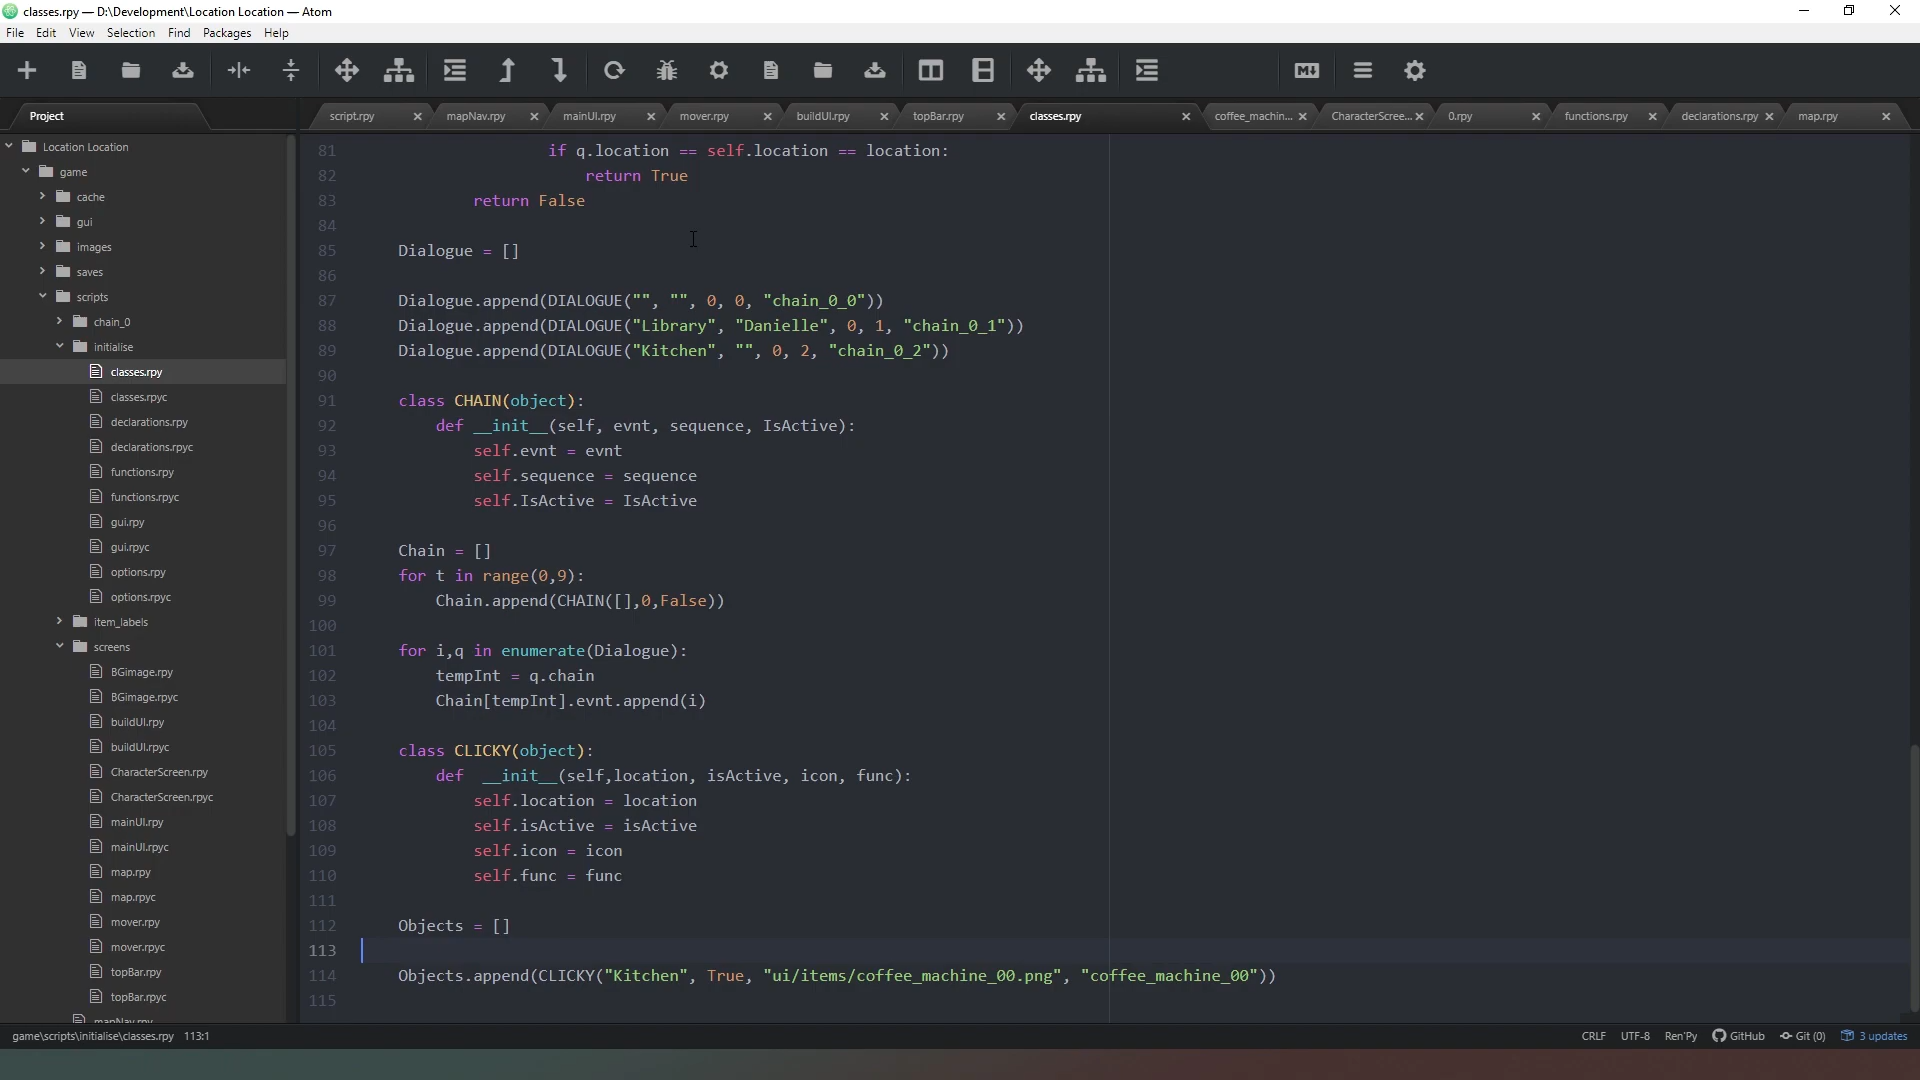 classes.rpy — D:\Development\Location Location — Atom
File Edit View Selection Find Packages Help
Project
script.rpy mapNav.rpy mainUI.rpy mover.rpy buildUI.rpy topBar.rpy classes.rpy coffee_machin... CharacterScree... 0.rpy functions.rpy declarations.rpy map.rpy
Location Location
game
cache
gui
images
saves
scripts
chain_0
initialise
classes.rpy
classes.rpyc
declarations.rpy
declarations.rpyc
functions.rpy
functions.rpyc
gui.rpy
gui.rpyc
options.rpy
options.rpyc
item_labels
screens
BGimage.rpy
BGimage.rpyc
buildUI.rpy
buildUI.rpyc
CharacterScreen.rpy
CharacterScreen.rpyc
mainUI.rpy
mainUI.rpyc
map.rpy
map.rpyc
mover.rpy
mover.rpyc
topBar.rpy
topBar.rpyc
mapNav.rpy
81 if q.location == self.location == location:
82 return True
83 return False
84
85 Dialogue = []
86
87 Dialogue.append(DIALOGUE("", "", 0, 0, "chain_0_0"))
88 Dialogue.append(DIALOGUE("Library", "Danielle", 0, 1, "chain_0_1"))
89 Dialogue.append(DIALOGUE("Kitchen", "", 0, 2, "chain_0_2"))
90
91 class CHAIN(object):
92 def __init__(self, evnt, sequence, IsActive):
93 self.evnt = evnt
94 self.sequence = sequence
95 self.IsActive = IsActive
96
97 Chain = []
98 for t in range(0,9):
99 Chain.append(CHAIN([],0,False))
100
101 for i,q in enumerate(Dialogue):
102 tempInt = q.chain
103 Chain[tempInt].evnt.append(i)
104
105 class CLICKY(object):
106 def __init__(self,location, isActive, icon, func):
107 self.location = location
108 self.isActive = isActive
109 self.icon = icon
110 self.func = func
111
112 Objects = []
113
114 Objects.append(CLICKY("Kitchen", True, "ui/items/coffee_machine_00.png", "coffee_machine_00"))
115
game\scripts\initialise\classes.rpy 113:1 CRLF UTF-8 Ren'Py GitHub Git (0) 3 updates